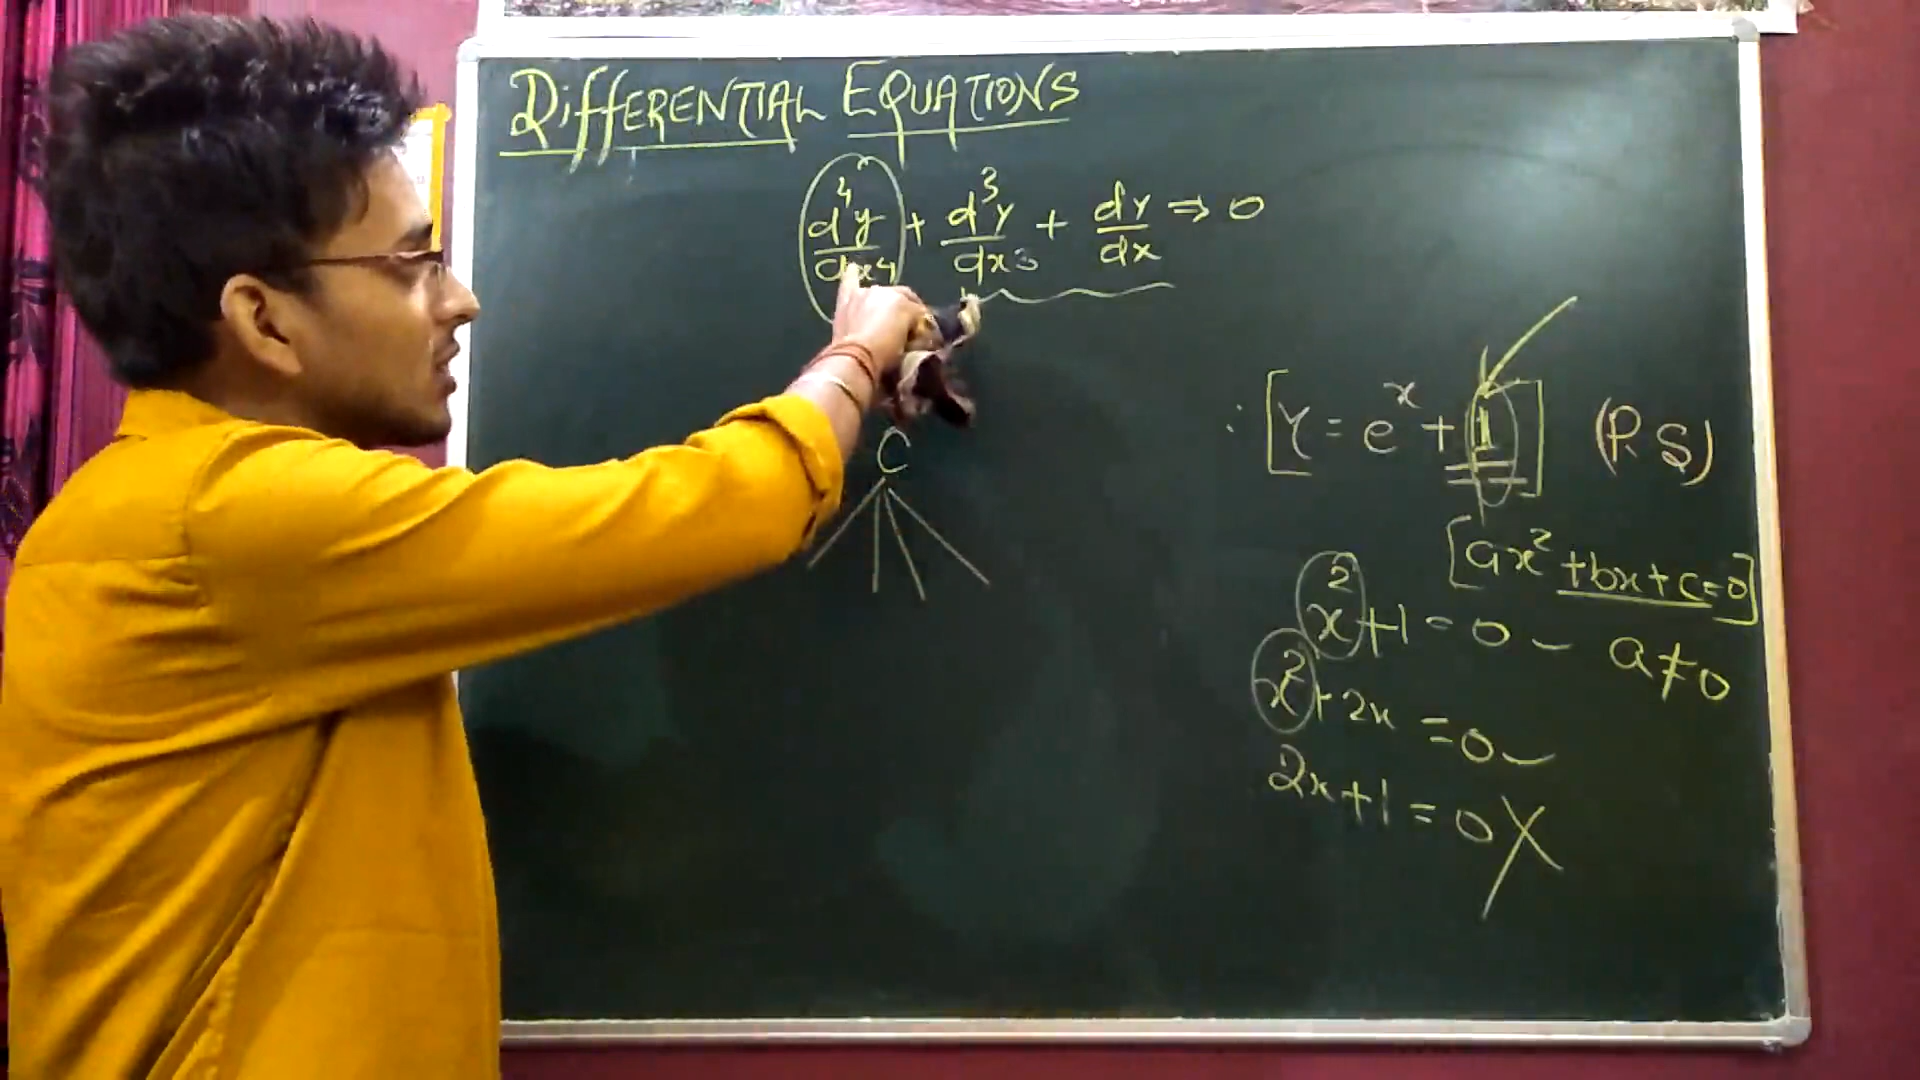 DiffERENTIAL EQUATIONS
d⁴y/dx⁴ + d³y/dx³ + dy/dx ⇒ 0
C
∴ [Y = eˣ + 1] (P.S)
[ax² + bx + c = 0]
x² + 1 = 0 – a ≠ 0
x² + 2x = 0 –
2x + 1 = 0 X